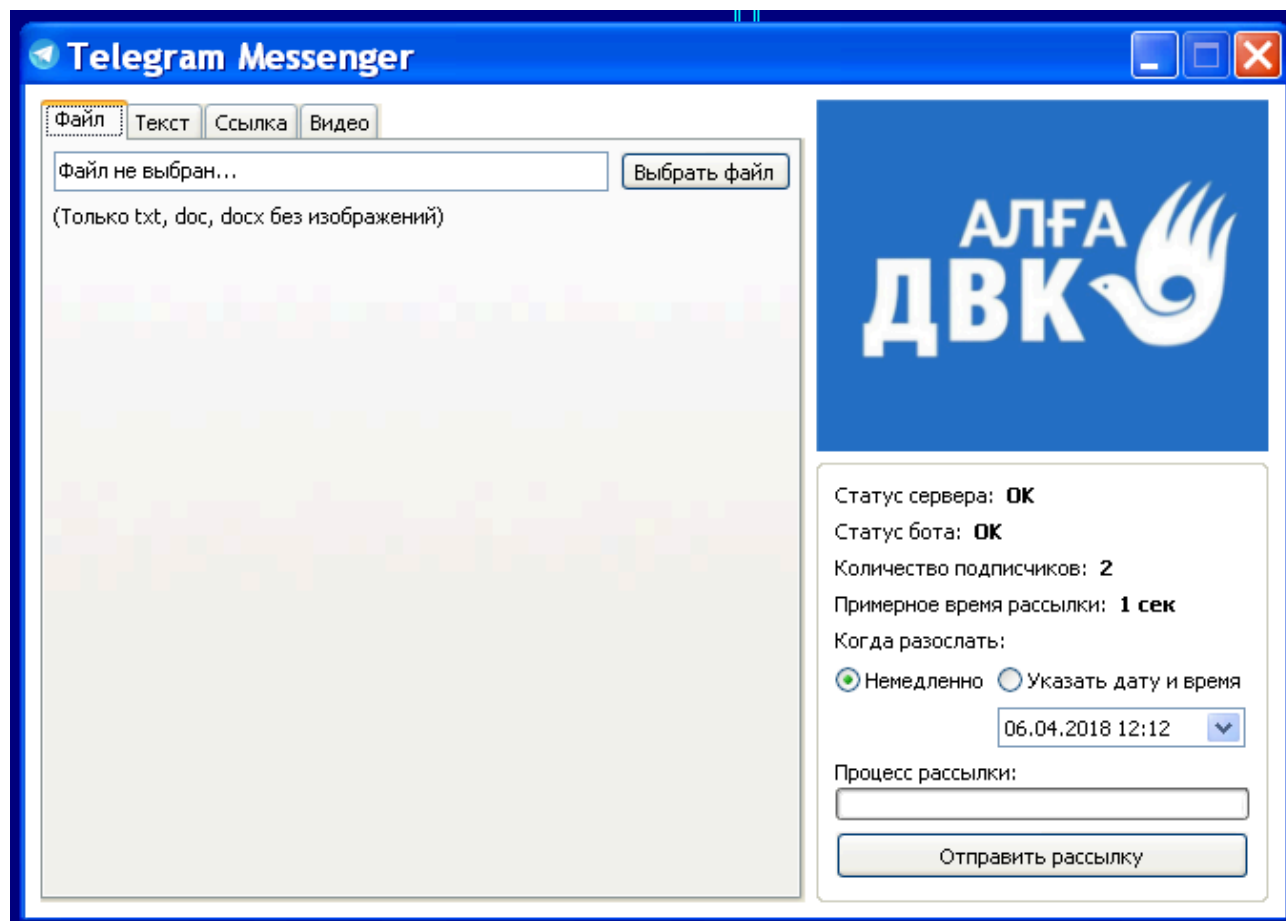 Telegram Messenger
Файл Текст Ссылка Видео
Файл не выбран... Выбрать файл
(Только txt, doc, docx без изображений)
АЛҒА
ДВК
Статус сервера: OK
Статус бота: OK
Количество подписчиков: 2
Примерное время рассылки: 1 сек
Когда разослать:
Немедленно Указать дату и время
06.04.2018 12:12
Процесс рассылки:
Отправить рассылку